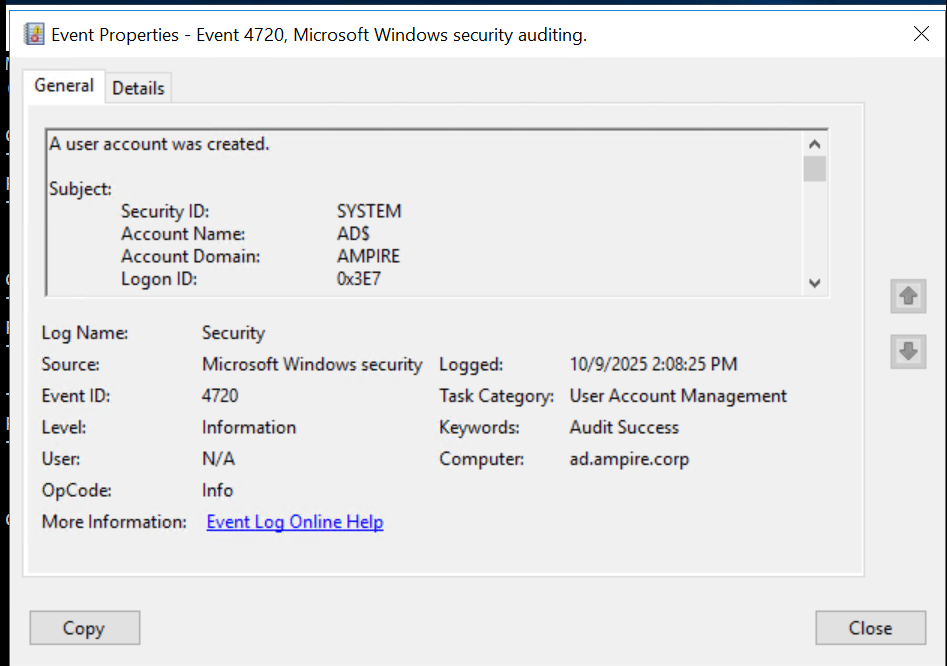 Event Properties - Event 4720, Microsoft Windows security auditing.
General Details
A user account was created.
Subject:
Security ID: SYSTEM
Account Name: AD$
Account Domain: AMPIRE
Logon ID: 0x3E7
Log Name: Security
Source: Microsoft Windows security Logged: 10/9/2025 2:08:25 PM
Event ID: 4720 Task Category: User Account Management
Level: Information Keywords: Audit Success
User: N/A Computer: ad.ampire.corp
OpCode: Info
More Information: Event Log Online Help
Copy Close